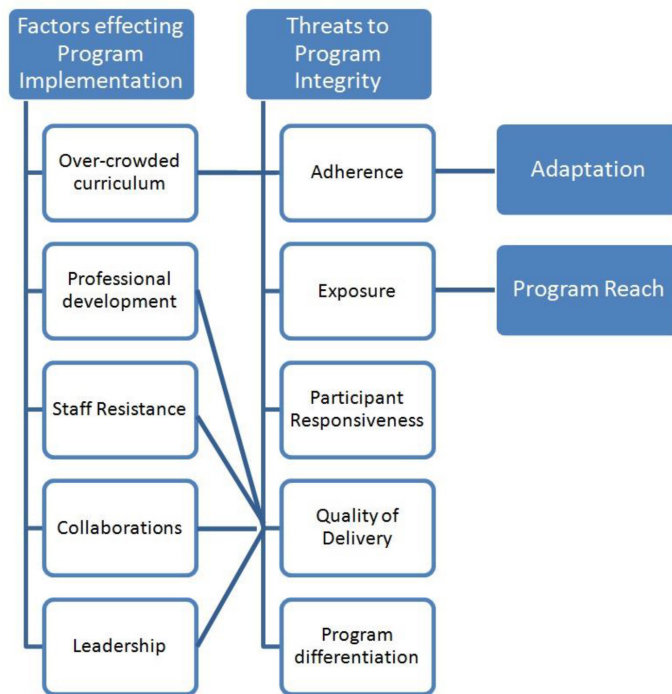 Factors effecting
Program
Implementation
Threats to
Program
Integrity
Over-crowded
curriculum
Adherence
Adaptation
Professional
development
Exposure
Program Reach
Staff Resistance
Participant
Responsiveness
Collaborations
Quality of
Delivery
Leadership
Program
differentiation